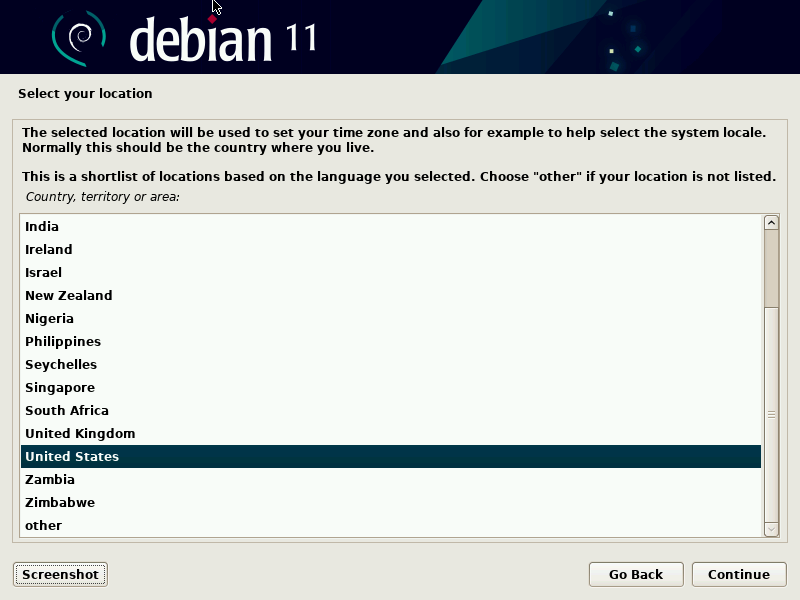 debian 11
Select your location
The selected location will be used to set your time zone and also for example to help select the system locale.
Normally this should be the country where you live.
This is a shortlist of locations based on the language you selected. Choose "other" if your location is not listed.
Country, territory or area:
India
Ireland
Israel
New Zealand
Nigeria
Philippines
Seychelles
Singapore
South Africa
United Kingdom
United States
Zambia
Zimbabwe
other
Screenshot
Go Back
Continue